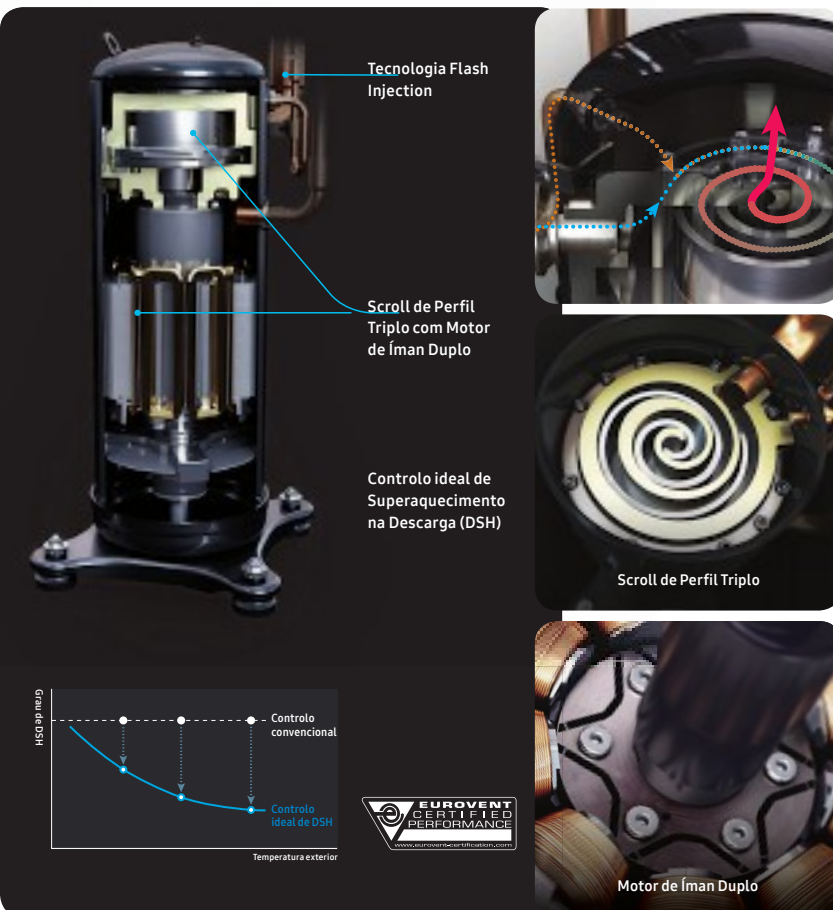 Tecnologia Flash
Injection
Scroll de Perfil
Triplo com Motor
de Íman Duplo
Controlo ideal de
Superaquecimento
na Descarga (DSH)
Scroll de Perfil Triplo
Grau de DSH
Controlo
convencional
Controlo
ideal de DSH
Temperatura exterior
EUROVENT
CERTIFIED
PERFORMANCE
www.eurovent-certification.com
Motor de Íman Duplo